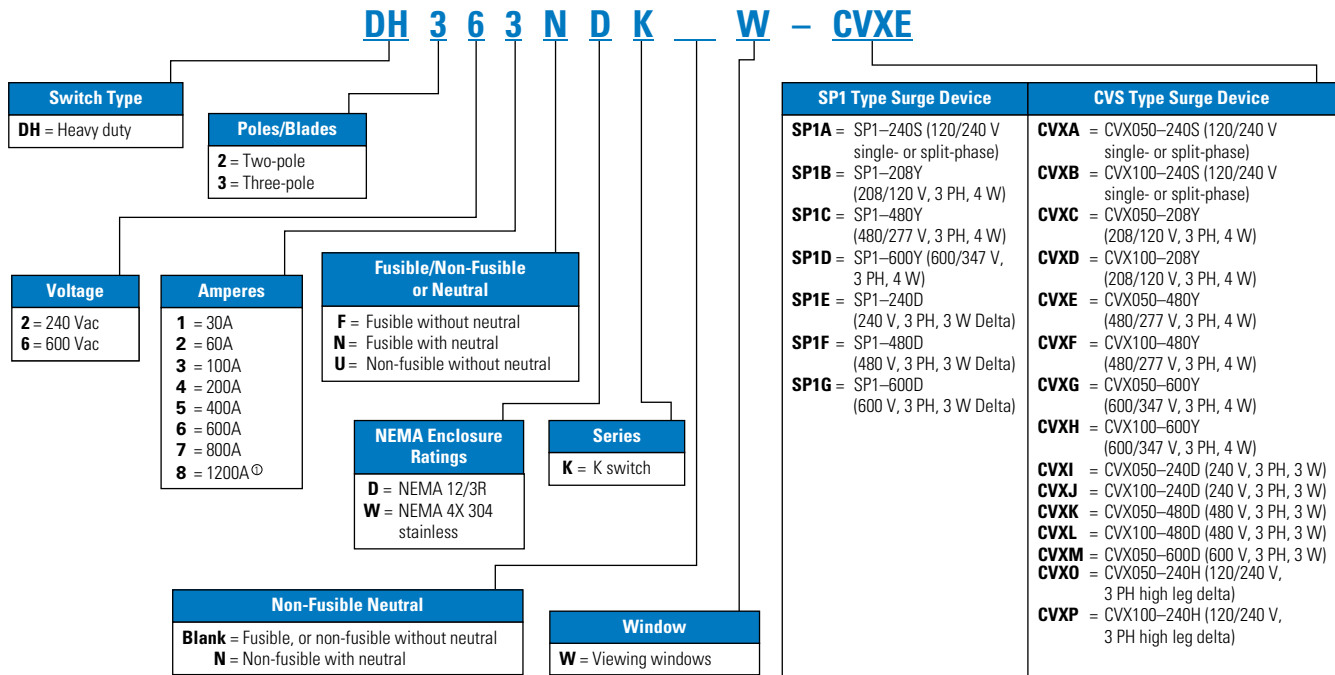 DH 3 6 3 N D K W – CVXE
Switch Type
DH = Heavy duty
Poles/Blades
2 = Two-pole
3 = Three-pole
Voltage
2 = 240 Vac
6 = 600 Vac
Amperes
1 = 30A
2 = 60A
3 = 100A
4 = 200A
5 = 400A
6 = 600A
7 = 800A
8 = 1200A①
Fusible/Non-Fusible
or Neutral
F = Fusible without neutral
N = Fusible with neutral
U = Non-fusible without neutral
NEMA Enclosure
Ratings
D = NEMA 12/3R
W = NEMA 4X 304
stainless
Series
K = K switch
Non-Fusible Neutral
Blank = Fusible, or non-fusible without neutral
N = Non-fusible with neutral
Window
W = Viewing windows
SP1 Type Surge Device
SP1A = SP1–240S (120/240 V
single- or split-phase)
SP1B = SP1–208Y
(208/120 V, 3 PH, 4 W)
SP1C = SP1–480Y
(480/277 V, 3 PH, 4 W)
SP1D = SP1–600Y (600/347 V,
3 PH, 4 W)
SP1E = SP1–240D
(240 V, 3 PH, 3 W Delta)
SP1F = SP1–480D
(480 V, 3 PH, 3 W Delta)
SP1G = SP1–600D
(600 V, 3 PH, 3 W Delta)
CVS Type Surge Device
CVXA = CVX050–240S (120/240 V
single- or split-phase)
CVXB = CVX100–240S (120/240 V
single- or split-phase)
CVXC = CVX050–208Y
(208/120 V, 3 PH, 4 W)
CVXD = CVX100–208Y
(208/120 V, 3 PH, 4 W)
CVXE = CVX050–480Y
(480/277 V, 3 PH, 4 W)
CVXF = CVX100–480Y
(480/277 V, 3 PH, 4 W)
CVXG = CVX050–600Y
(600/347 V, 3 PH, 4 W)
CVXH = CVX100–600Y
(600/347 V, 3 PH, 4 W)
CVXI = CVX050–240D (240 V, 3 PH, 3 W)
CVXJ = CVX100–240D (240 V, 3 PH, 3 W)
CVXK = CVX050–480D (480 V, 3 PH, 3 W)
CVXL = CVX100–480D (480 V, 3 PH, 3 W)
CVXM = CVX050–600D (600 V, 3 PH, 3 W)
CVXO = CVX050–240H (120/240 V,
3 PH high leg delta)
CVXP = CVX100–240H (120/240 V,
3 PH high leg delta)